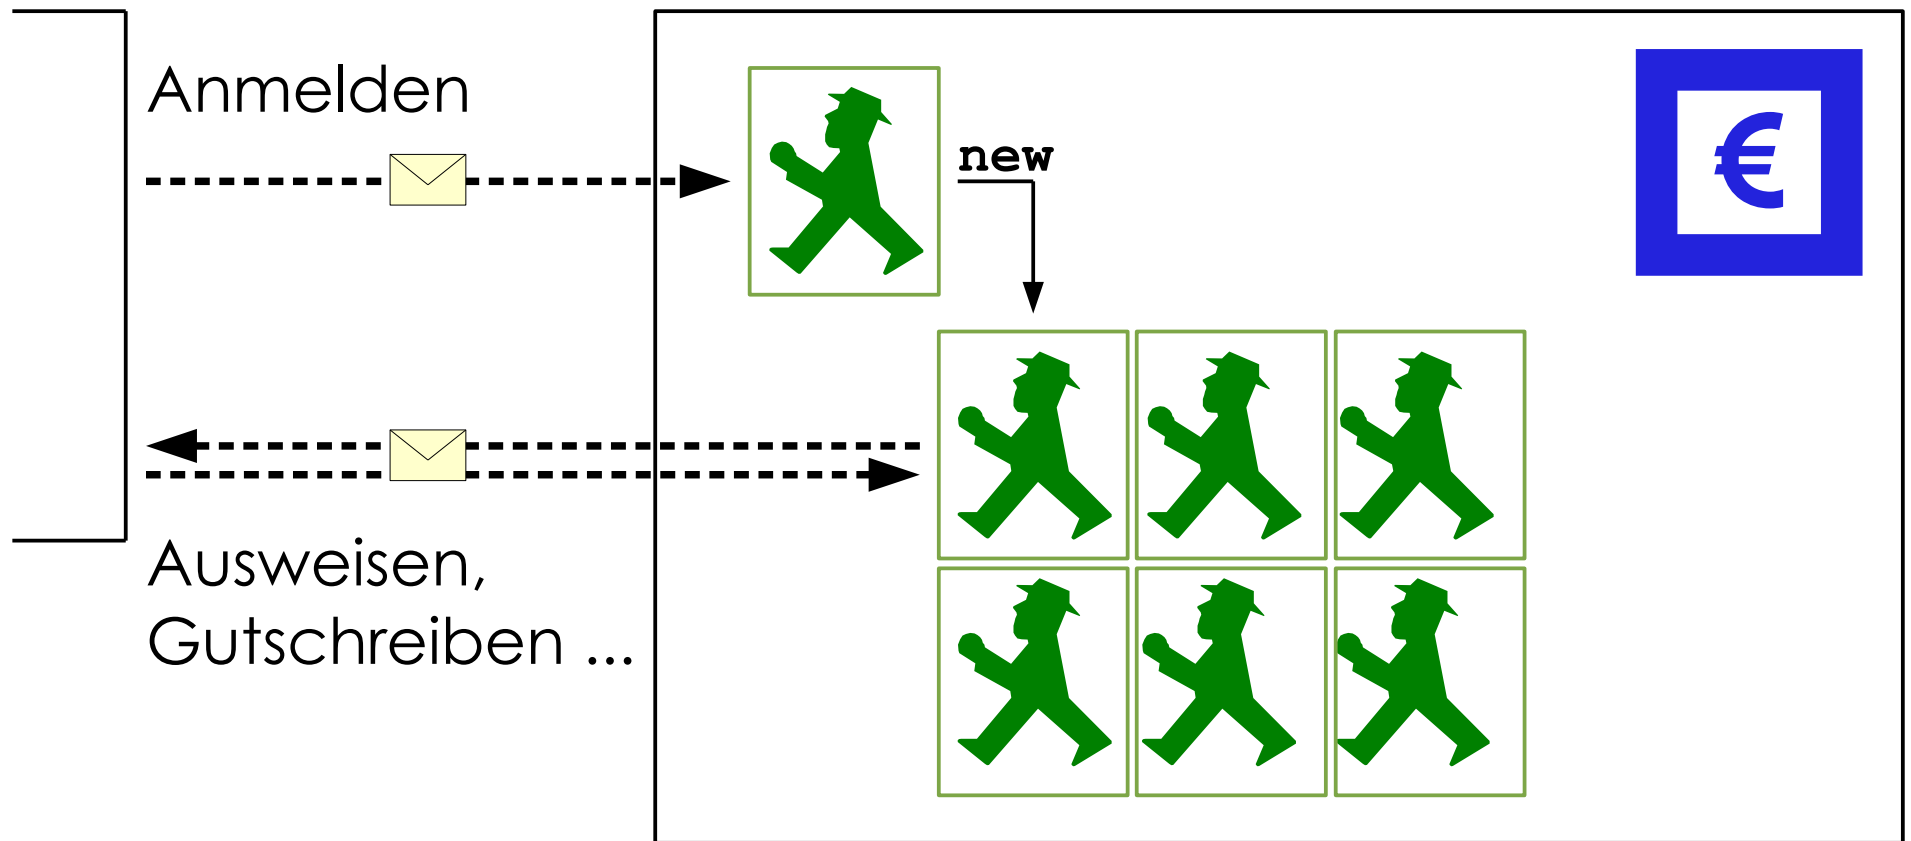 Anmelden
new
€
Ausweisen,
Gutschreiben ...